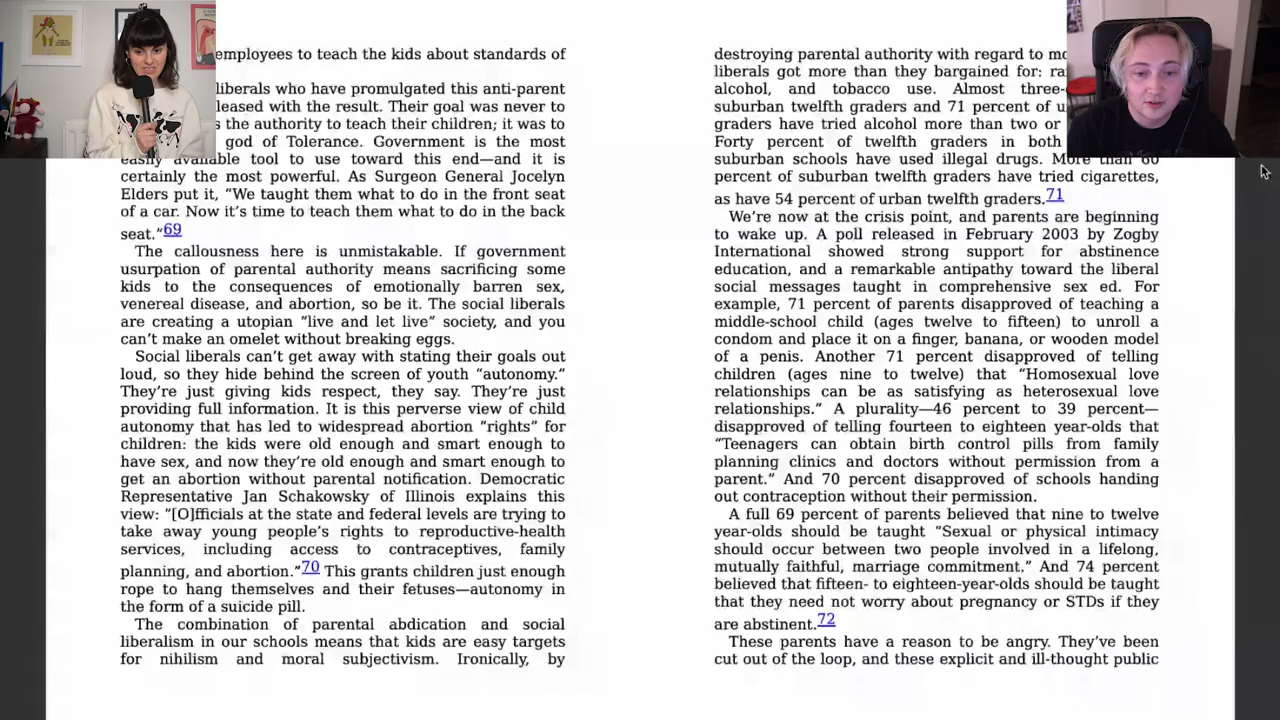 employees to teach the kids about standards of
liberals who have promulgated this anti-parent
leased with the result. Their goal was never to
s the authority to teach their children; it was to
god of Tolerance. Government is the most
easily available tool to use toward this end—and it is
certainly the most powerful. As Surgeon General Jocelyn
Elders put it, “We taught them what to do in the front seat
of a car. Now it’s time to teach them what to do in the back
seat.”69
The callousness here is unmistakable. If government
usurpation of parental authority means sacrificing some
kids to the consequences of emotionally barren sex,
venereal disease, and abortion, so be it. The social liberals
are creating a utopian “live and let live” society, and you
can’t make an omelet without breaking eggs.
Social liberals can’t get away with stating their goals out
loud, so they hide behind the screen of youth “autonomy.”
They’re just giving kids respect, they say. They’re just
providing full information. It is this perverse view of child
autonomy that has led to widespread abortion “rights” for
children: the kids were old enough and smart enough to
have sex, and now they’re old enough and smart enough to
get an abortion without parental notification. Democratic
Representative Jan Schakowsky of Illinois explains this
view: “[O]fficials at the state and federal levels are trying to
take away young people’s rights to reproductive-health
services, including access to contraceptives, family
planning, and abortion.”70 This grants children just enough
rope to hang themselves and their fetuses—autonomy in
the form of a suicide pill.
The combination of parental abdication and social
liberalism in our schools means that kids are easy targets
for nihilism and moral subjectivism. Ironically, by
destroying parental authority with regard to mo
liberals got more than they bargained for: ra
alcohol, and tobacco use. Almost three-
suburban twelfth graders and 71 percent of u
graders have tried alcohol more than two or
Forty percent of twelfth graders in both
suburban schools have used illegal drugs. More than 60
percent of suburban twelfth graders have tried cigarettes,
as have 54 percent of urban twelfth graders.71
We’re now at the crisis point, and parents are beginning
to wake up. A poll released in February 2003 by Zogby
International showed strong support for abstinence
education, and a remarkable antipathy toward the liberal
social messages taught in comprehensive sex ed. For
example, 71 percent of parents disapproved of teaching a
middle-school child (ages twelve to fifteen) to unroll a
condom and place it on a finger, banana, or wooden model
of a penis. Another 71 percent disapproved of telling
children (ages nine to twelve) that “Homosexual love
relationships can be as satisfying as heterosexual love
relationships.” A plurality—46 percent to 39 percent—
disapproved of telling fourteen to eighteen year-olds that
“Teenagers can obtain birth control pills from family
planning clinics and doctors without permission from a
parent.” And 70 percent disapproved of schools handing
out contraception without their permission.
A full 69 percent of parents believed that nine to twelve
year-olds should be taught “Sexual or physical intimacy
should occur between two people involved in a lifelong,
mutually faithful, marriage commitment.” And 74 percent
believed that fifteen- to eighteen-year-olds should be taught
that they need not worry about pregnancy or STDs if they
are abstinent.72
These parents have a reason to be angry. They’ve been
cut out of the loop, and these explicit and ill-thought public